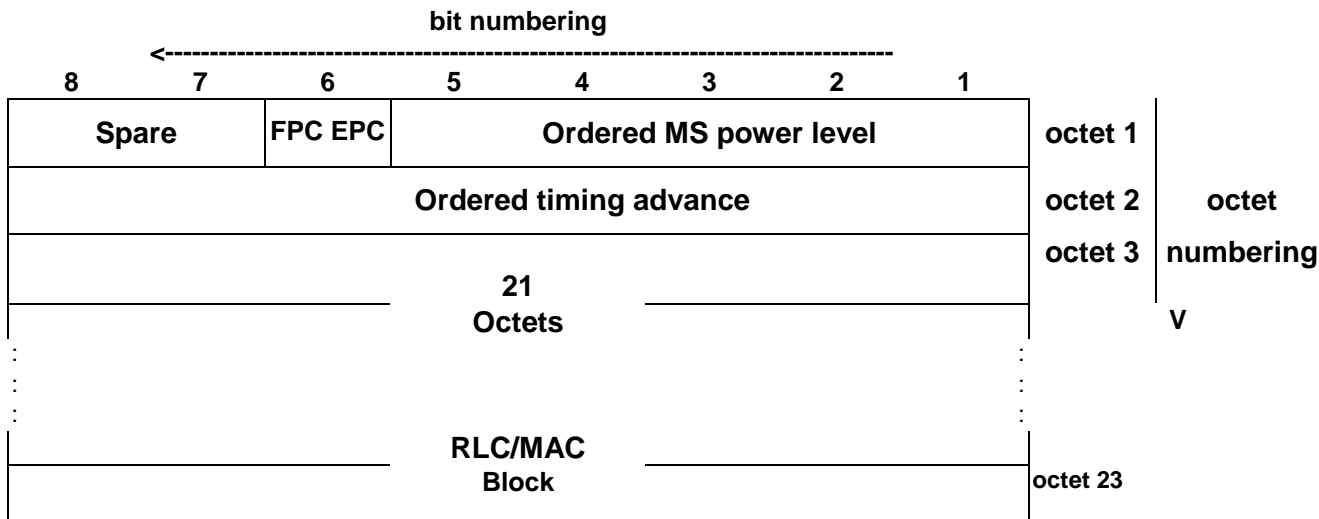 bit numbering
<--------------------------------------------------------------------------------
8 7 6 5 4 3 2 1
Spare FPC EPC Ordered MS power level octet 1
Ordered timing advance octet 2 octet
octet 3 numbering
21
Octets
V
: :
: :
: :
RLC/MAC
Block octet 23